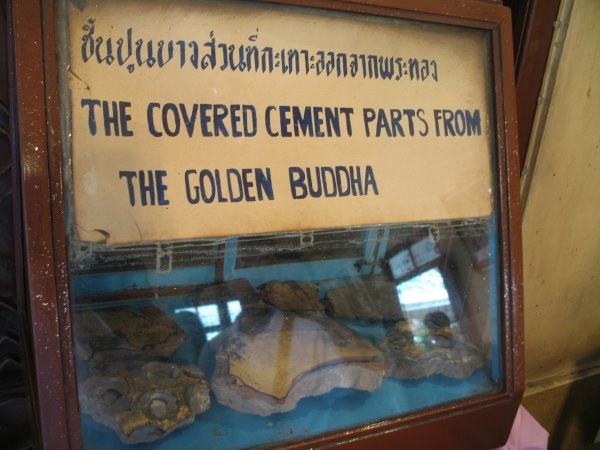 ชิ้นปูนบางส่วนที่กะเทาะออกจากพระทอง
THE COVERED CEMENT PARTS FROM
THE GOLDEN BUDDHA